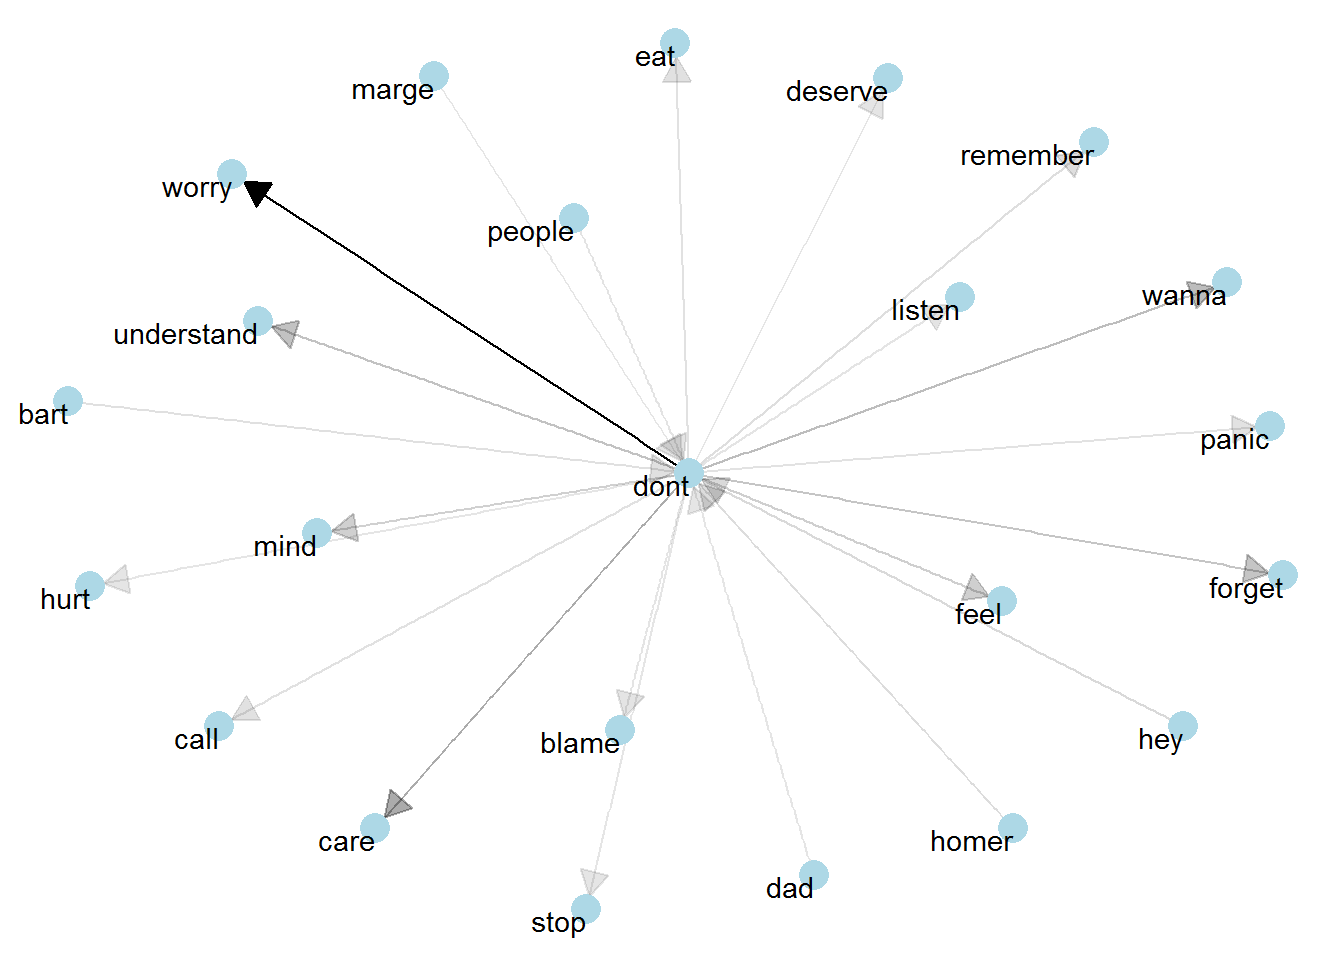 eat
marge
deserve
remember
worry
people
wanna
listen
understand
bart
panic
dont
mind
forget
hurt
feel
call
blame
hey
care
homer
dad
stop